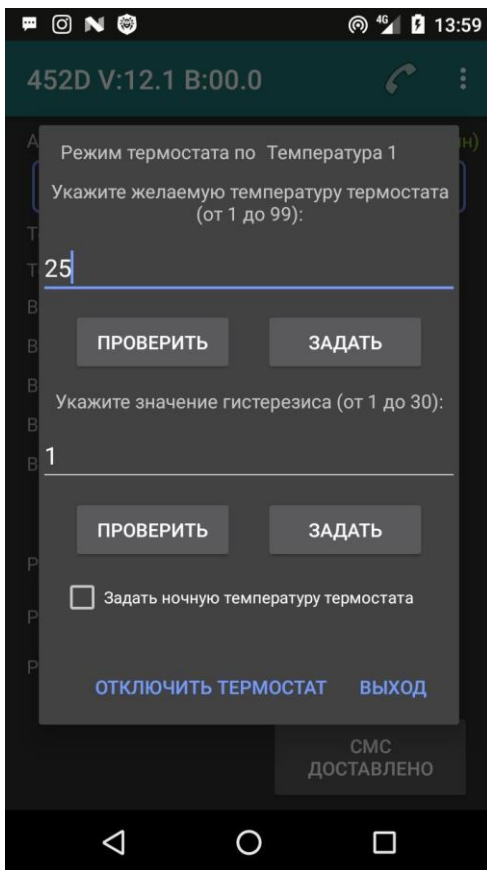 4G 13:59
452D V:12.1 B:00.0
Режим термостата по Температура 1
Укажите желаемую температуру термостата
(от 1 до 99):
25
ПРОВЕРИТЬ ЗАДАТЬ
Укажите значение гистерезиса (от 1 до 30):
1
ПРОВЕРИТЬ ЗАДАТЬ
Задать ночную температуру термостата
ОТКЛЮЧИТЬ ТЕРМОСТАТ ВЫХОД
СМС
ДОСТАВЛЕНО